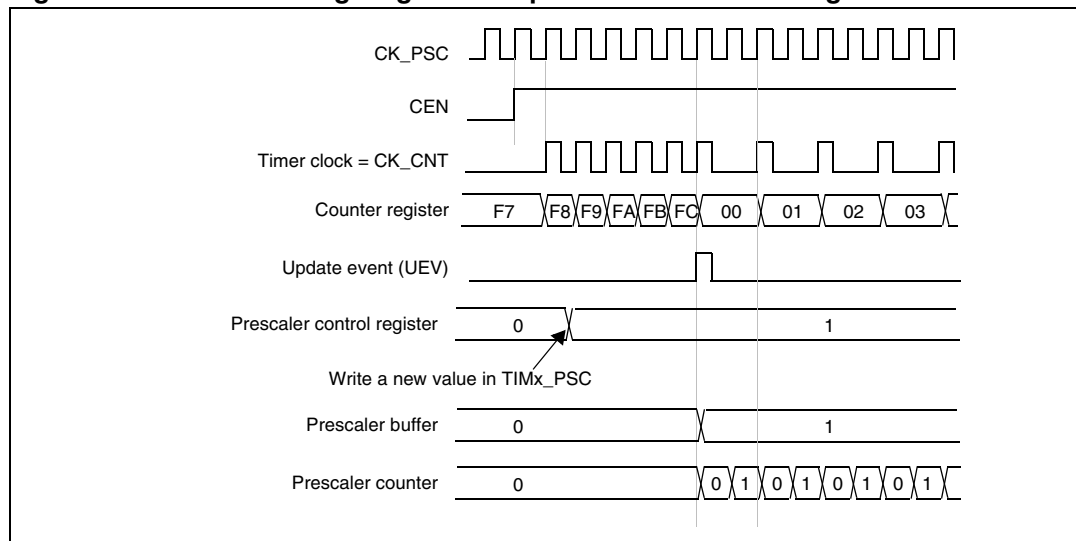 CK_PSC
CEN
Timer clock = CK_CNT
Counter register F7 F8 F9 FA FB FC 00 01 02 03
Update event (UEV)
Prescaler control register 0 1
Write a new value in TIMx_PSC
Prescaler buffer 0 1
Prescaler counter 0 0 1 0 1 0 1 0 1